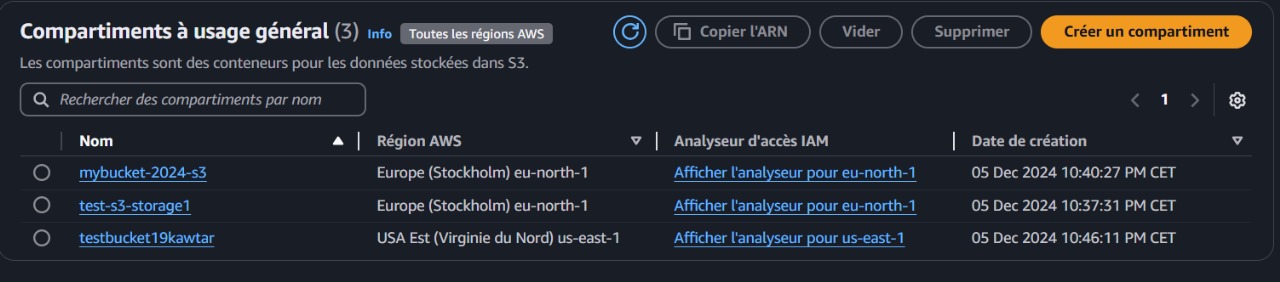 Compartiments à usage général (3) Info Toutes les régions AWS Copier l'ARN Vider Supprimer Créer un compartiment
Les compartiments sont des conteneurs pour les données stockées dans S3.
Rechercher des compartiments par nom 1
Nom Région AWS Analyseur d'accès IAM Date de création
mybucket-2024-s3 Europe (Stockholm) eu-north-1 Afficher l'analyseur pour eu-north-1 05 Dec 2024 10:40:27 PM CET
test-s3-storage1 Europe (Stockholm) eu-north-1 Afficher l'analyseur pour eu-north-1 05 Dec 2024 10:37:31 PM CET
testbucket19kawtar USA Est (Virginie du Nord) us-east-1 Afficher l'analyseur pour us-east-1 05 Dec 2024 10:46:11 PM CET